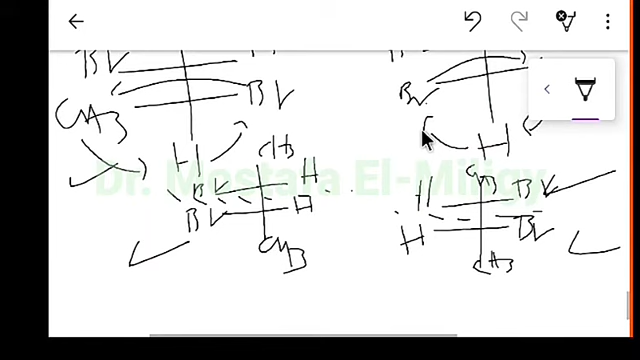 Br Br
CH3 Br
H H
CH3 CH3
Br H H Br
Br H H Br
CH3 CH3
Dr. Mostafa El-Miligy